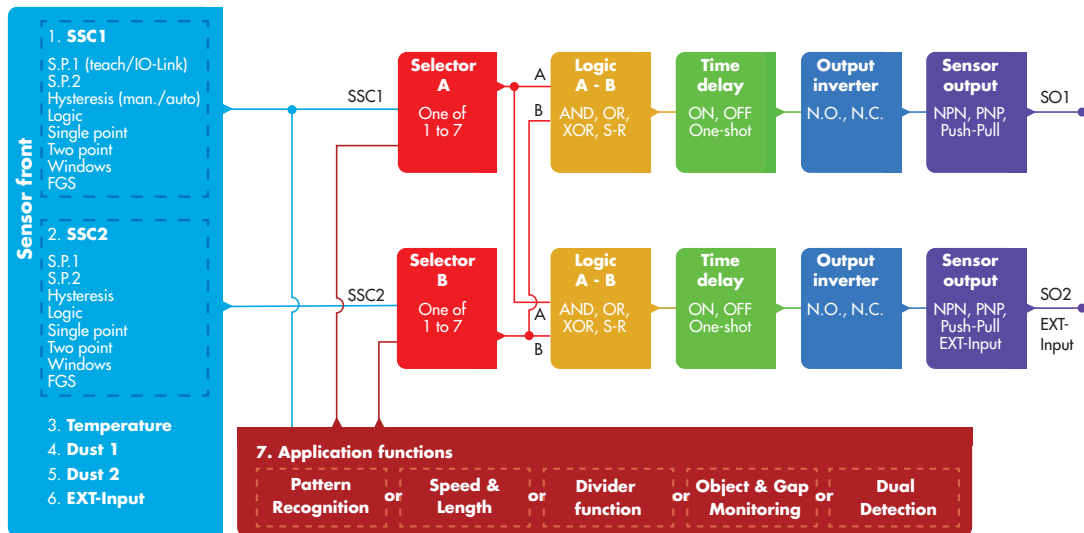 Sensor front
1. SSC1
S.P.1 (teach/IO-Link)
S.P.2
Hysteresis (man./auto)
Logic
Single point
Two point
Windows
FGS
2. SSC2
S.P.1
S.P.2
Hysteresis
Logic
Single point
Two point
Windows
FGS
3. Temperature
4. Dust 1
5. Dust 2
6. EXT-Input
SSC1
Selector
A
One of
1 to 7
A
B
Logic
A - B
AND, OR,
XOR, S-R
Time
delay
ON, OFF
One-shot
Output
inverter
N.O., N.C.
Sensor
output
NPN, PNP,
Push-Pull
SO1
SSC2
Selector
B
One of
1 to 7
A
B
Logic
A - B
AND, OR,
XOR, S-R
Time
delay
ON, OFF
One-shot
Output
inverter
N.O., N.C.
Sensor
output
NPN, PNP,
Push-Pull
EXT-Input
SO2
EXT-
Input
7. Application functions
Pattern
Recognition
or
Speed &
Length
or
Divider
function
or
Object & Gap
Monitoring
or
Dual
Detection